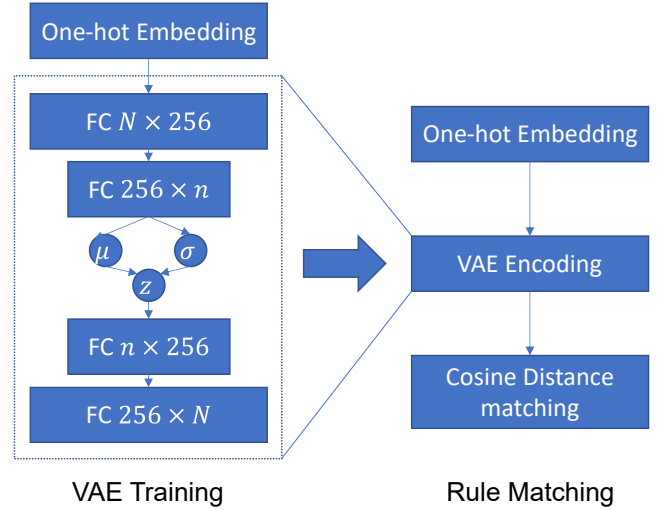 One-hot Embedding
FC N × 256
FC 256 × n
μ
σ
z
FC n × 256
FC 256 × N
VAE Training
One-hot Embedding
VAE Encoding
Cosine Distance
matching
Rule Matching